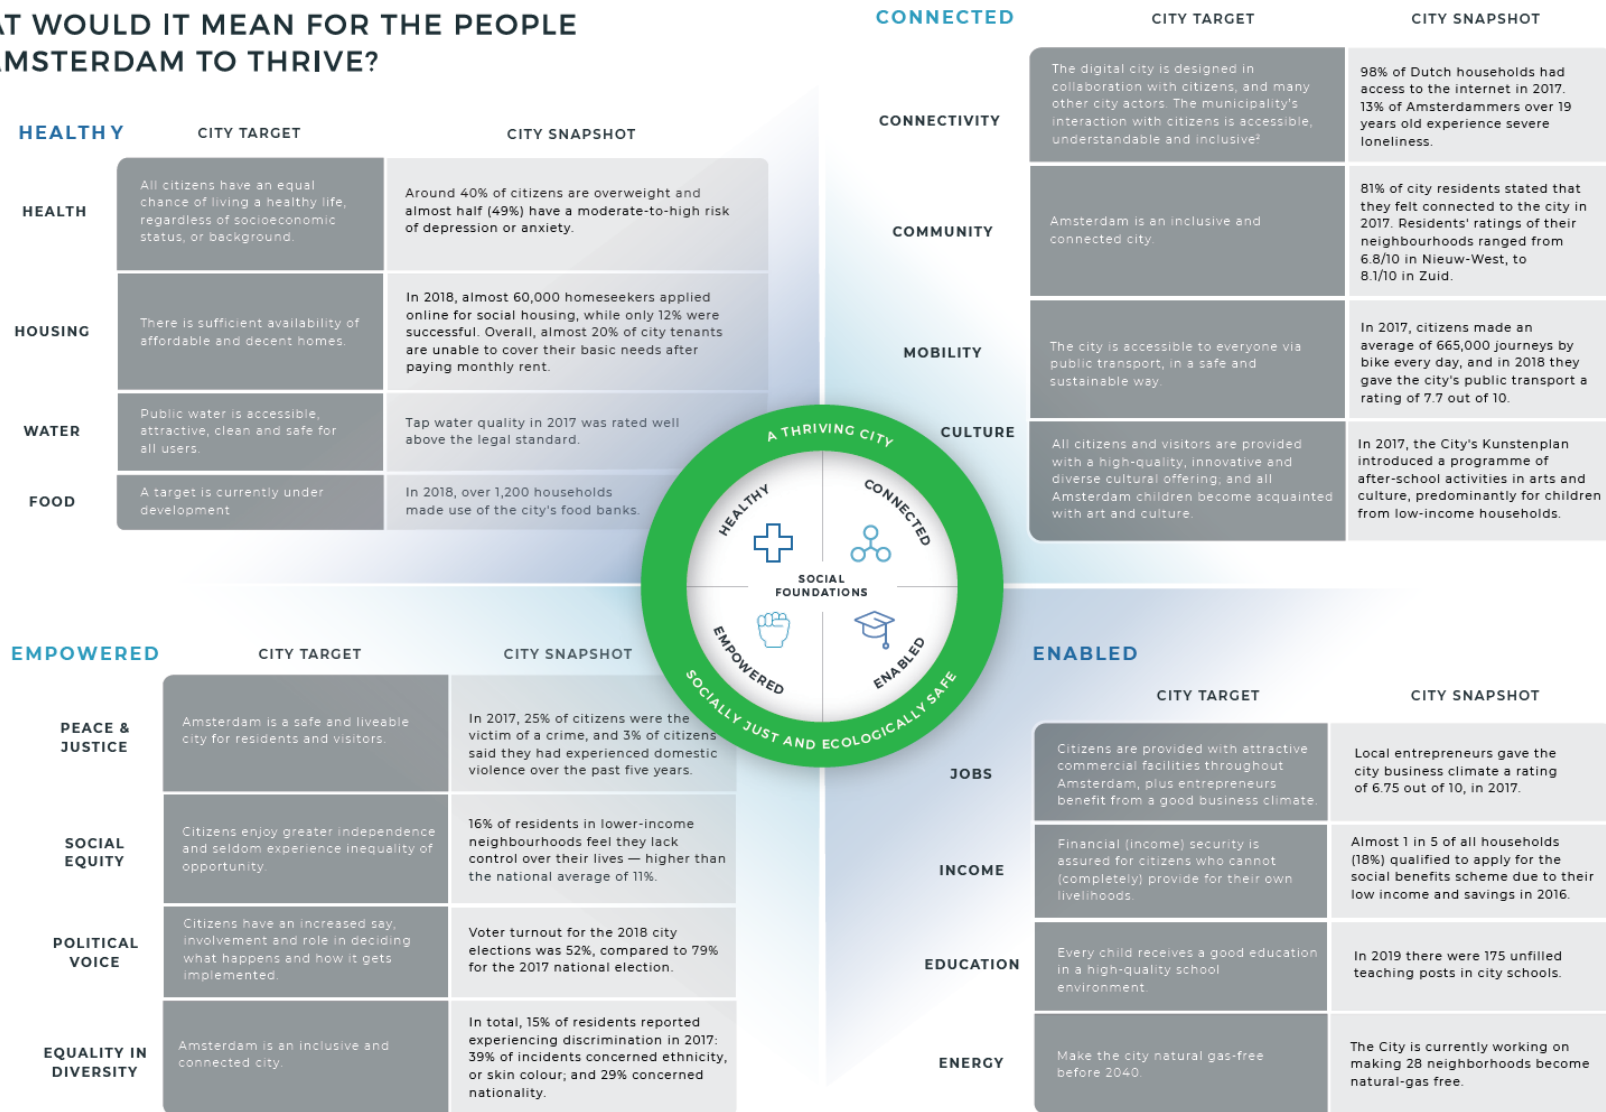 AT WOULD IT MEAN FOR THE PEOPLE
AMSTERDAM TO THRIVE?
HEALTHY
CITY TARGET
CITY SNAPSHOT
HEALTH
All citizens have an equal
chance of living a healthy life,
regardless of socioeconomic
status, or background.
Around 40% of citizens are overweight and
almost half (49%) have a moderate-to-high risk
of depression or anxiety.
HOUSING
There is sufficient availability of
affordable and decent homes.
In 2018, almost 60,000 homeseekers applied
online for social housing, while only 12% were
successful. Overall, almost 20% of city tenants
are unable to cover their basic needs after
paying monthly rent.
WATER
Public water is accessible,
attractive, clean and safe for
all users.
Tap water quality in 2017 was rated well
above the legal standard.
FOOD
A target is currently under
development
In 2018, over 1,200 households
made use of the city's food banks.
CONNECTED
CITY TARGET
CITY SNAPSHOT
CONNECTIVITY
The digital city is designed in
collaboration with citizens, and many
other city actors. The municipality's
interaction with citizens is accessible,
understandable and inclusive²
98% of Dutch households had
access to the internet in 2017.
13% of Amsterdammers over 19
years old experience severe
loneliness.
COMMUNITY
Amsterdam is an inclusive and
connected city.
81% of city residents stated that
they felt connected to the city in
2017. Residents' ratings of their
neighbourhoods ranged from
6.8/10 in Nieuw-West, to
8.1/10 in Zuid.
MOBILITY
The city is accessible to everyone via
public transport, in a safe and
sustainable way.
In 2017, citizens made an
average of 665,000 journeys by
bike every day, and in 2018 they
gave the city's public transport a
rating of 7.7 out of 10.
CULTURE
All citizens and visitors are provided
with a high-quality, innovative and
diverse cultural offering; and all
Amsterdam children become acquainted
with art and culture.
In 2017, the City's Kunstenplan
introduced a programme of
after-school activities in arts and
culture, predominantly for children
from low-income households.
A THRIVING CITY
HEALTHY
CONNECTED
SOCIAL
FOUNDATIONS
EMPOWERED
ENABLED
SOCIALLY JUST AND ECOLOGICALLY SAFE
EMPOWERED
CITY TARGET
CITY SNAPSHOT
PEACE &
JUSTICE
Amsterdam is a safe and liveable
city for residents and visitors.
In 2017, 25% of citizens were the
victim of a crime, and 3% of citizens
said they had experienced domestic
violence over the past five years.
SOCIAL
EQUITY
Citizens enjoy greater independence
and seldom experience inequality of
opportunity.
16% of residents in lower-income
neighbourhoods feel they lack
control over their lives — higher than
the national average of 11%.
POLITICAL
VOICE
Citizens have an increased say,
involvement and role in deciding
what happens and how it gets
implemented.
Voter turnout for the 2018 city
elections was 52%, compared to 79%
for the 2017 national election.
EQUALITY IN
DIVERSITY
Amsterdam is an inclusive and
connected city.
In total, 15% of residents reported
experiencing discrimination in 2017:
39% of incidents concerned ethnicity,
or skin colour; and 29% concerned
nationality.
ENABLED
CITY TARGET
CITY SNAPSHOT
JOBS
Citizens are provided with attractive
commercial facilities throughout
Amsterdam, plus entrepreneurs
benefit from a good business climate.
Local entrepreneurs gave the
city business climate a rating
of 6.75 out of 10, in 2017.
INCOME
Financial (income) security is
assured for citizens who cannot
(completely) provide for their own
livelihoods.
Almost 1 in 5 of all households
(18%) qualified to apply for the
social benefits scheme due to their
low income and savings in 2016.
EDUCATION
Every child receives a good education
in a high-quality school
environment.
In 2019 there were 175 unfilled
teaching posts in city schools.
ENERGY
Make the city natural gas-free
before 2040.
The City is currently working on
making 28 neighborhoods become
natural-gas free.